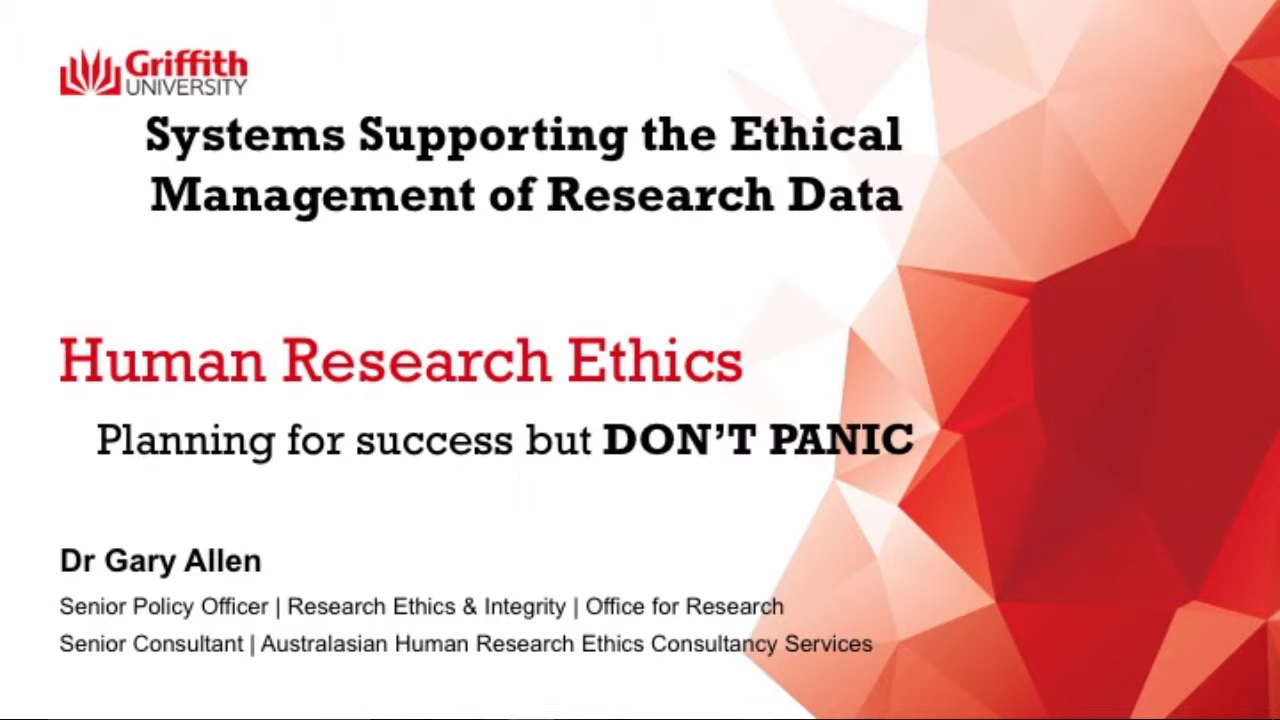 Griffith
UNIVERSITY
Systems Supporting the Ethical
Management of Research Data
Human Research Ethics
Planning for success but DON'T PANIC
Dr Gary Allen
Senior Policy Officer | Research Ethics & Integrity | Office for Research
Senior Consultant | Australasian Human Research Ethics Consultancy Services